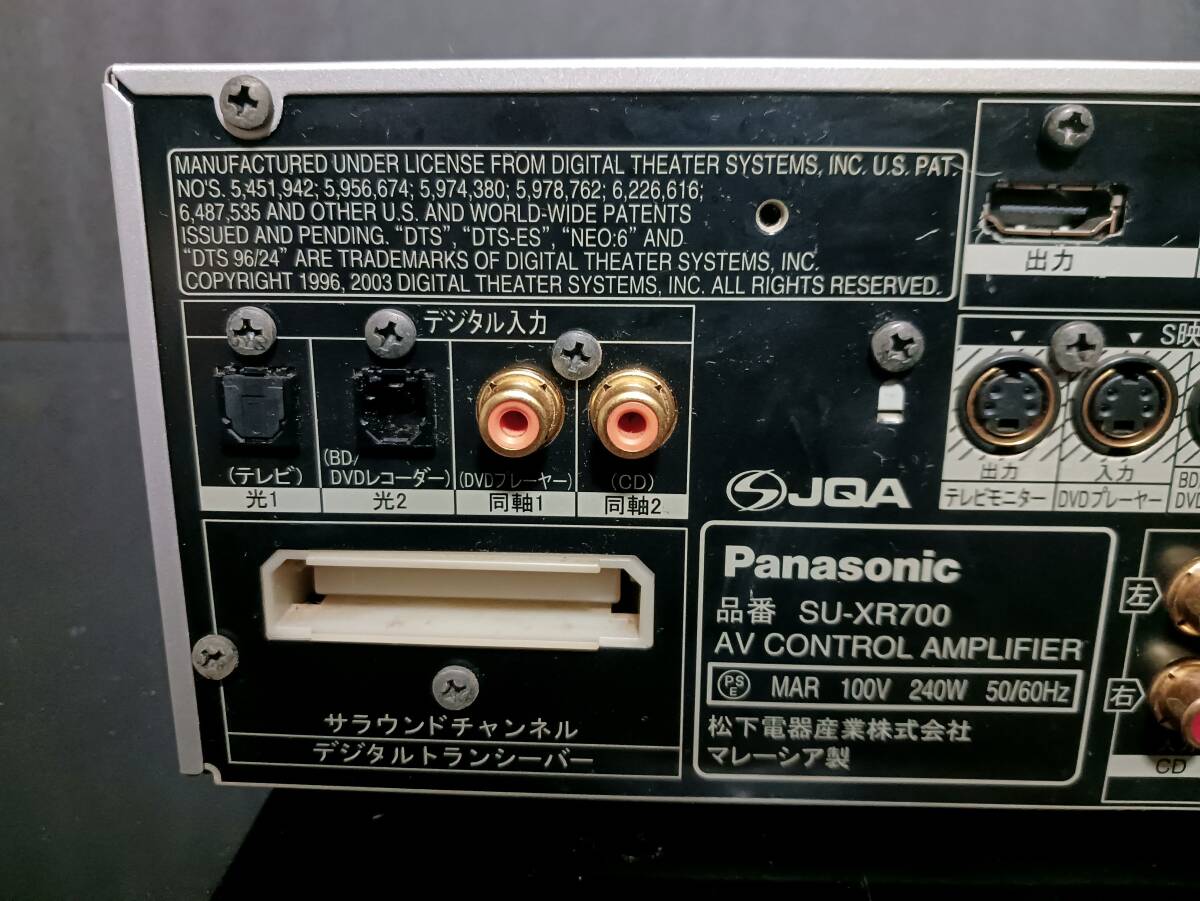 MANUFACTURED UNDER LICENSE FROM DIGITAL THEATER SYSTEMS, INC. U.S. PAT.
NO'S. 5,451,942; 5,956,674; 5,974,380; 5,978,762; 6,226,616;
6,487,535 AND OTHER U.S. AND WORLD-WIDE PATENTS
ISSUED AND PENDING. “DTS”, “DTS-ES”, “NEO:6” AND
“DTS 96/24” ARE TRADEMARKS OF DIGITAL THEATER SYSTEMS, INC.
COPYRIGHT 1996, 2003 DIGITAL THEATER SYSTEMS, INC. ALL RIGHTS RESERVED.
出力
デジタル入力
(テレビ)
光1
(BD/
DVDレコーダー)
光2
(DVDプレーヤー)
同軸1
(CD)
同軸2
S映
出力
テレビモニター
入力
DVDプレーヤー
BD
DV
JQA
サラウンドチャンネル
デジタルトランシーバー
Panasonic
品番 SU-XR700
AV CONTROL AMPLIFIER
PS
E
MAR 100V 240W 50/60Hz
松下電器産業株式会社
マレーシア製
左
右
CD